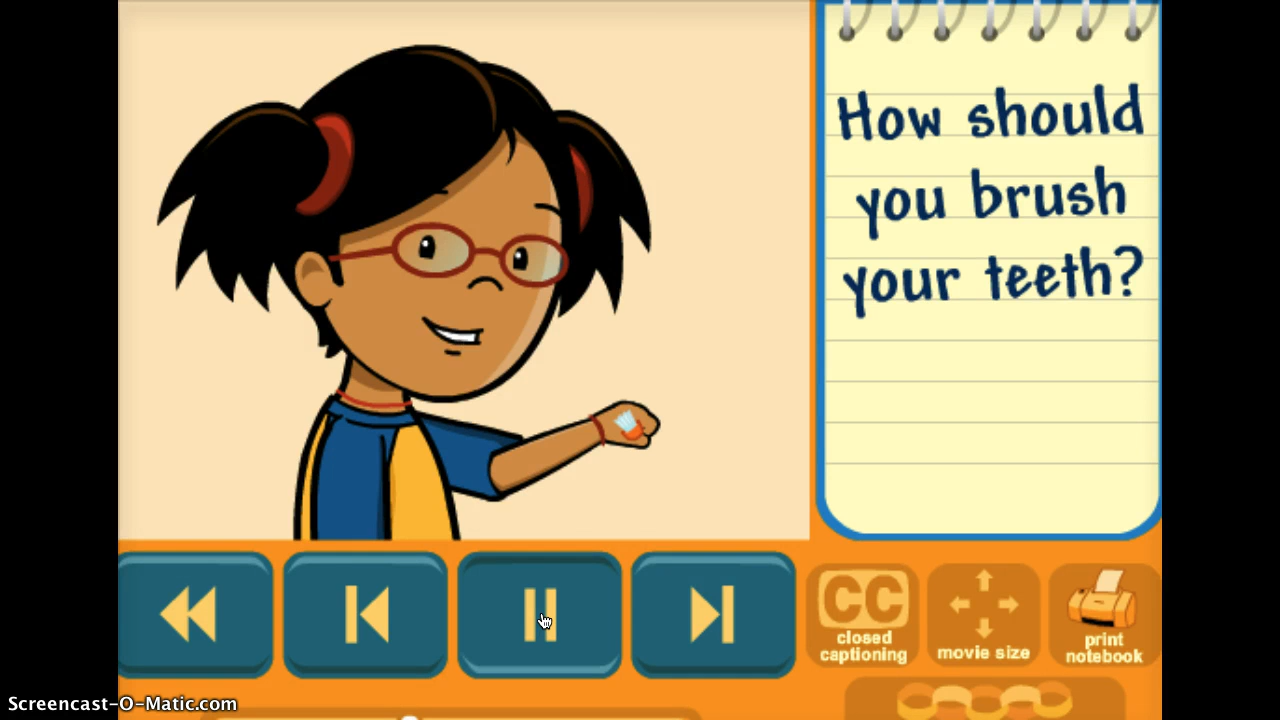 How should
you brush
your teeth?
CC
closed
captioning
movie size
print
notebook
Screencast-O-Matic.com